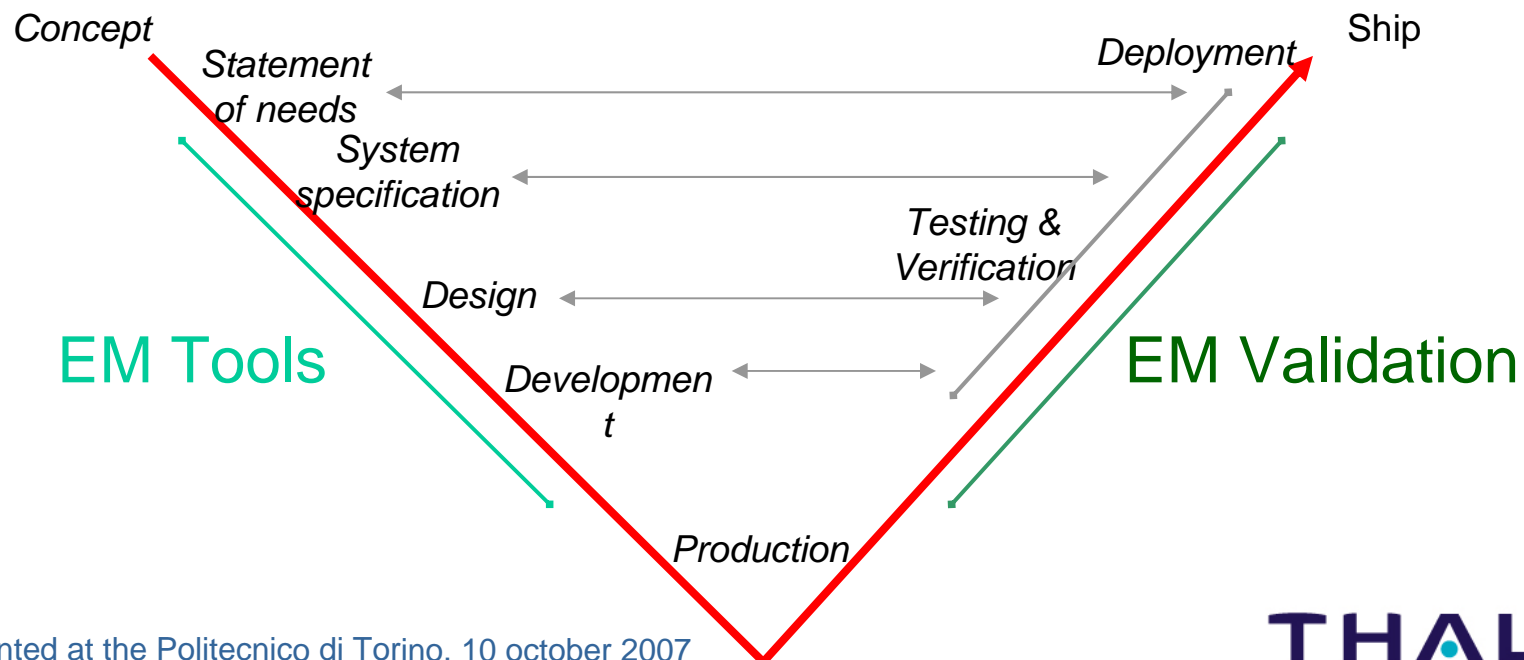 Concept
Ship
Deployment
Statement
of needs
System
specification
Testing &
Verification
Design
EM Tools
EM Validation
Developmen
t
Production
nted at the Politecnico di Torino, 10 october 2007
THAL